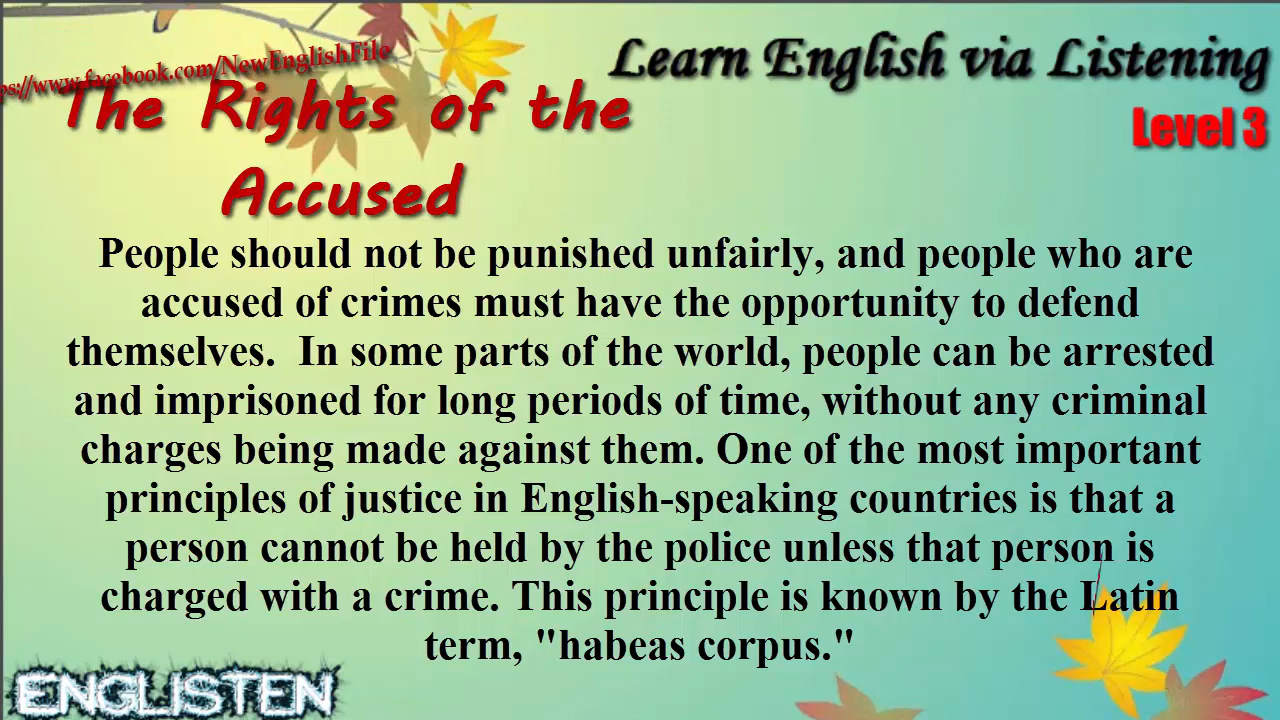 ps://www.facebook.com/NewEnglishFile
Learn English via Listening
Level 3
The Rights of the
Accused
People should not be punished unfairly, and people who are
accused of crimes must have the opportunity to defend
themselves.  In some parts of the world, people can be arrested
and imprisoned for long periods of time, without any criminal
charges being made against them. One of the most important
principles of justice in English-speaking countries is that a
person cannot be held by the police unless that person is
charged with a crime. This principle is known by the Latin
term, "habeas corpus."
ENGLISTEN